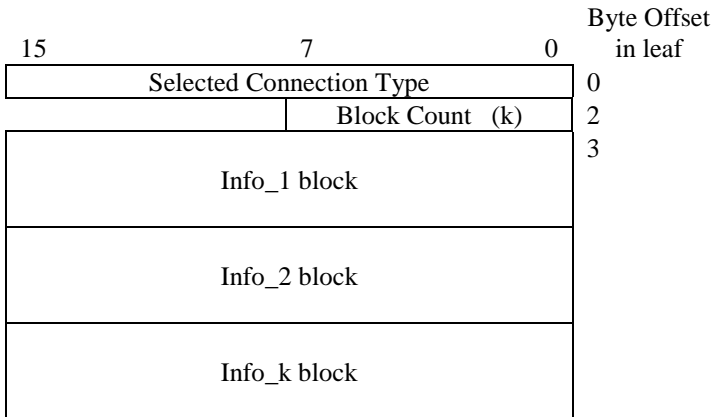 Byte Offset
15 7 0 in leaf
Selected Connection Type 0
Block Count (k) 2
3
Info_1 block
Info_2 block
Info_k block